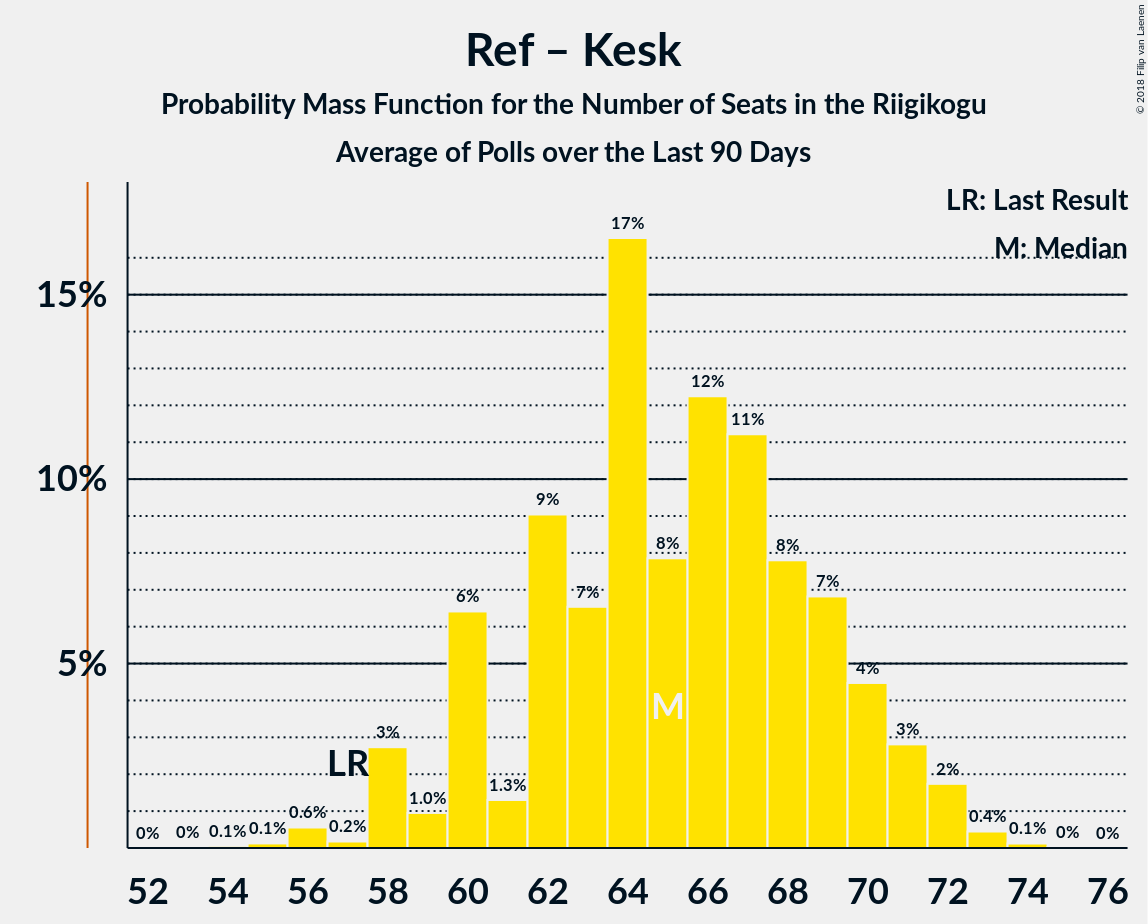 Ref – Kesk
Probability Mass Function for the Number of Seats in the Riigikogu
Average of Polls over the Last 90 Days
© 2018 Filip van Laenen
LR: Last Result
M: Median
17%
15%
12%
11%
10%
9%
8%
8%
7%
7%
6%
5%
4%
M
3%
3%
LR
2%
1.3%
1.0%
0.6%
0.4%
0.2%
0% 0% 0.1% 0.1% 0.1% 0% 0%
52 54 56 58 60 62 64 66 68 70 72 74 76